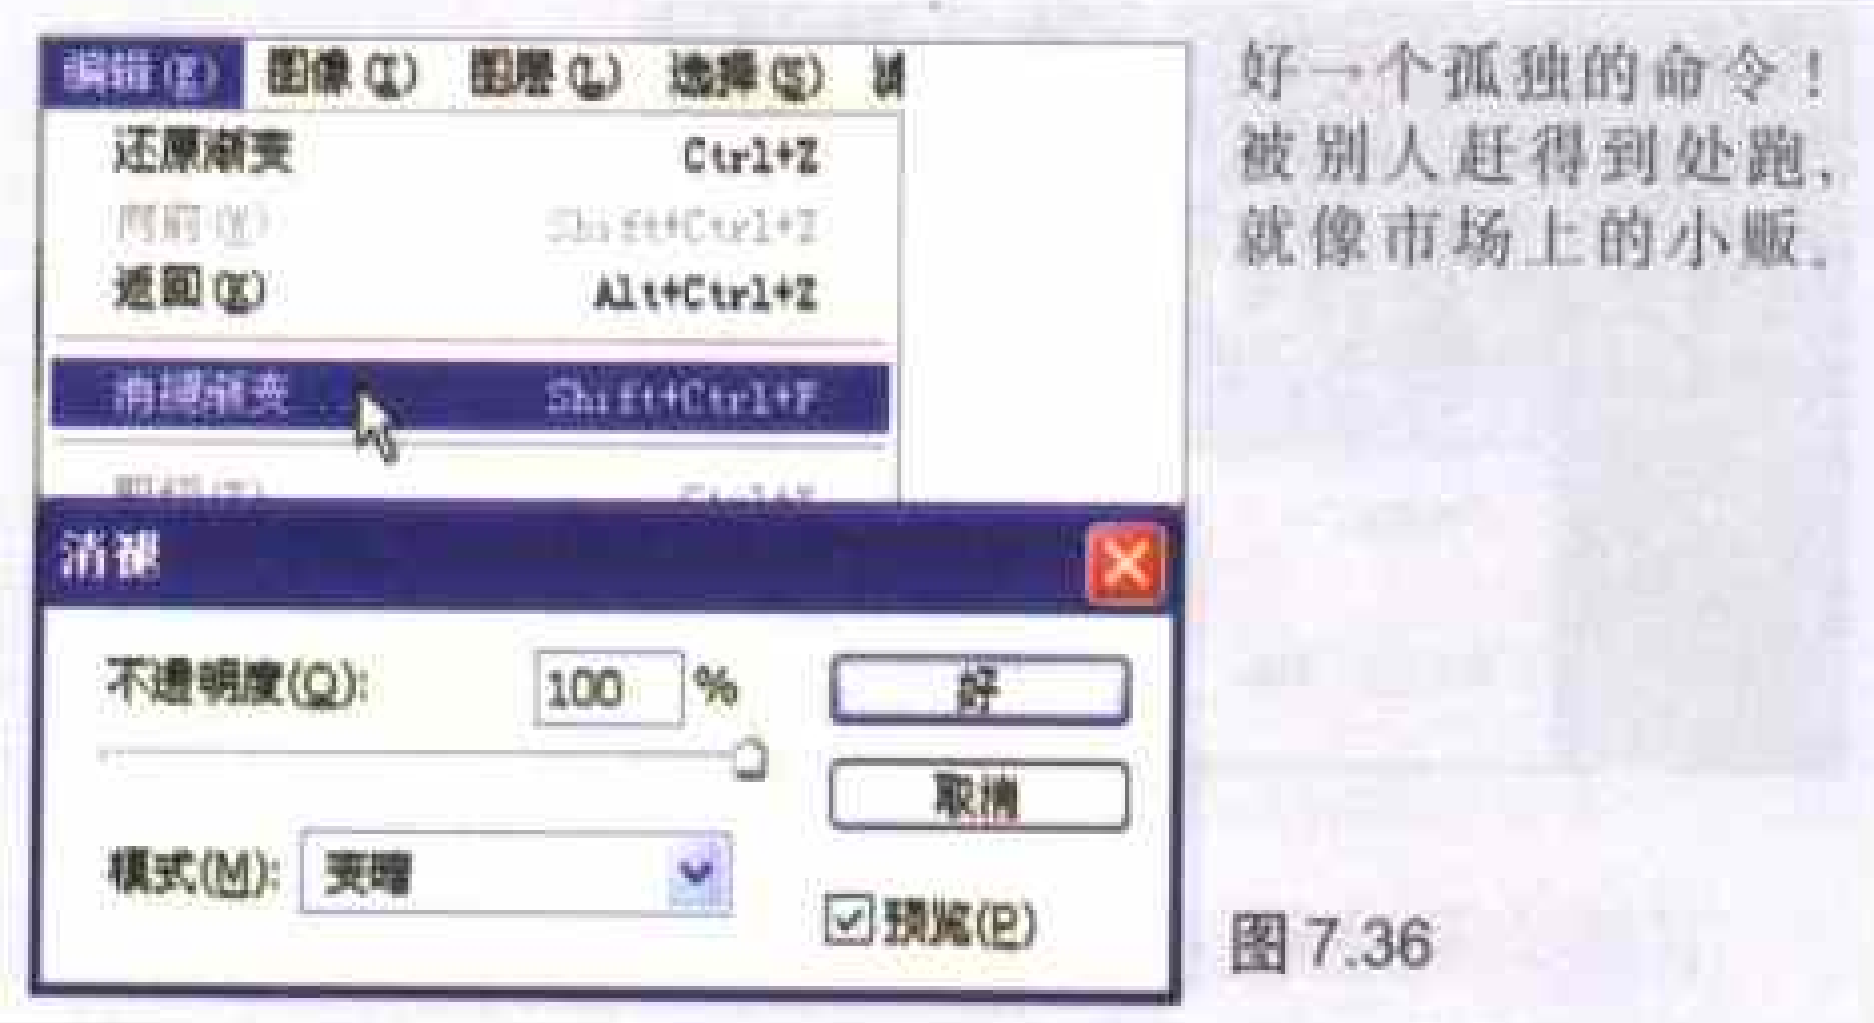 编辑(E) 图像(I) 图层(L) 选择(S)
还原渐变 Ctrl+Z
向前(W) Shift+Ctrl+Z
返回(K) Alt+Ctrl+Z
消褪渐变 Shift+Ctrl+F
剪切(T) Ctrl+X
消褪
不透明度(O): 100 % 好
取消
模式(M): 变暗
预览(P)
好一个孤独的命令!
被别人赶得到处跑,
就像市场上的小贩。
图 7.36